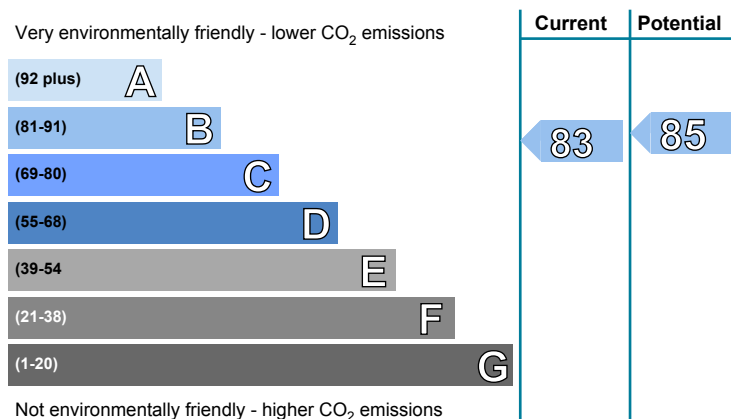 Very environmentally friendly - lower CO2 emissions
Current
Potential
(92 plus) A
(81-91) B
(69-80) C
(55-68) D
(39-54 E
(21-38) F
(1-20) G
83
85
Not environmentally friendly - higher CO2 emissions